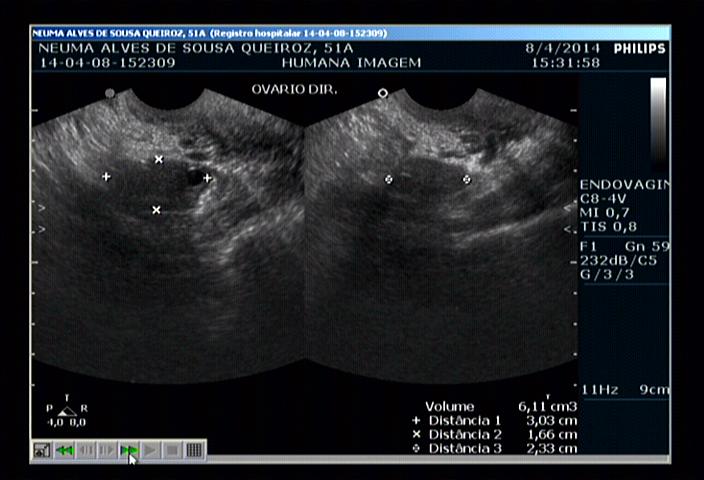 NEUMA ALVES DE SOUSA QUEIROZ, 51A (Registro hospitalar 14-04-08-152309)
NEUMA ALVES DE SOUSA QUEIROZ, 51A 8/4/2014 PHILIPS
14-04-08-152309 HUMANA IMAGEM 15:31:58
OVARIO DIR.
ENDOVAGIN
C8-4V
MI 0,7
TIS 0,8
F1 Gn 59
232dB/C5
G/3/3
11Hz 9cm
T
P R
4,0 8,0
Volume 6,11 cm3
+ Distância 1 3,03 cm
× Distância 2 1,66 cm
Distância 3 2,33 cm